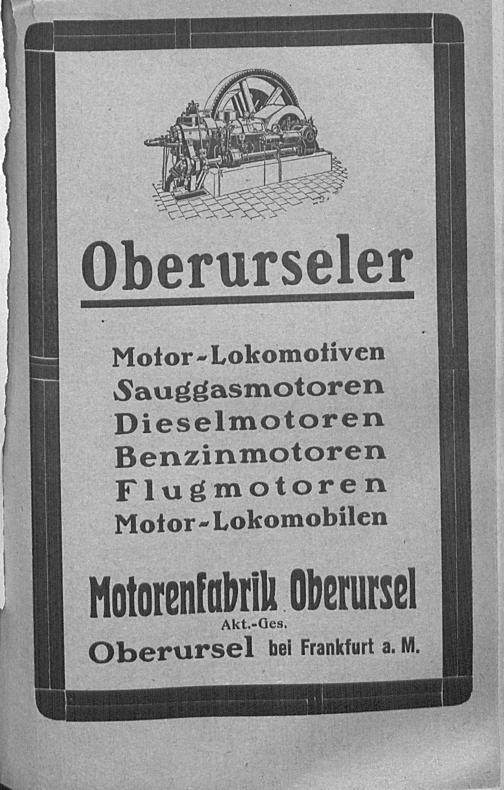 Oberurseler
Motor-Lokomotiven
Sauggasmotoren
Dieselmotoren
Benzinmotoren
Flugmotoren
Motor-Lokomobilen
Motorenfabrik Oberursel
Akt.-Ges.
Oberursel bei Frankfurt a. M.